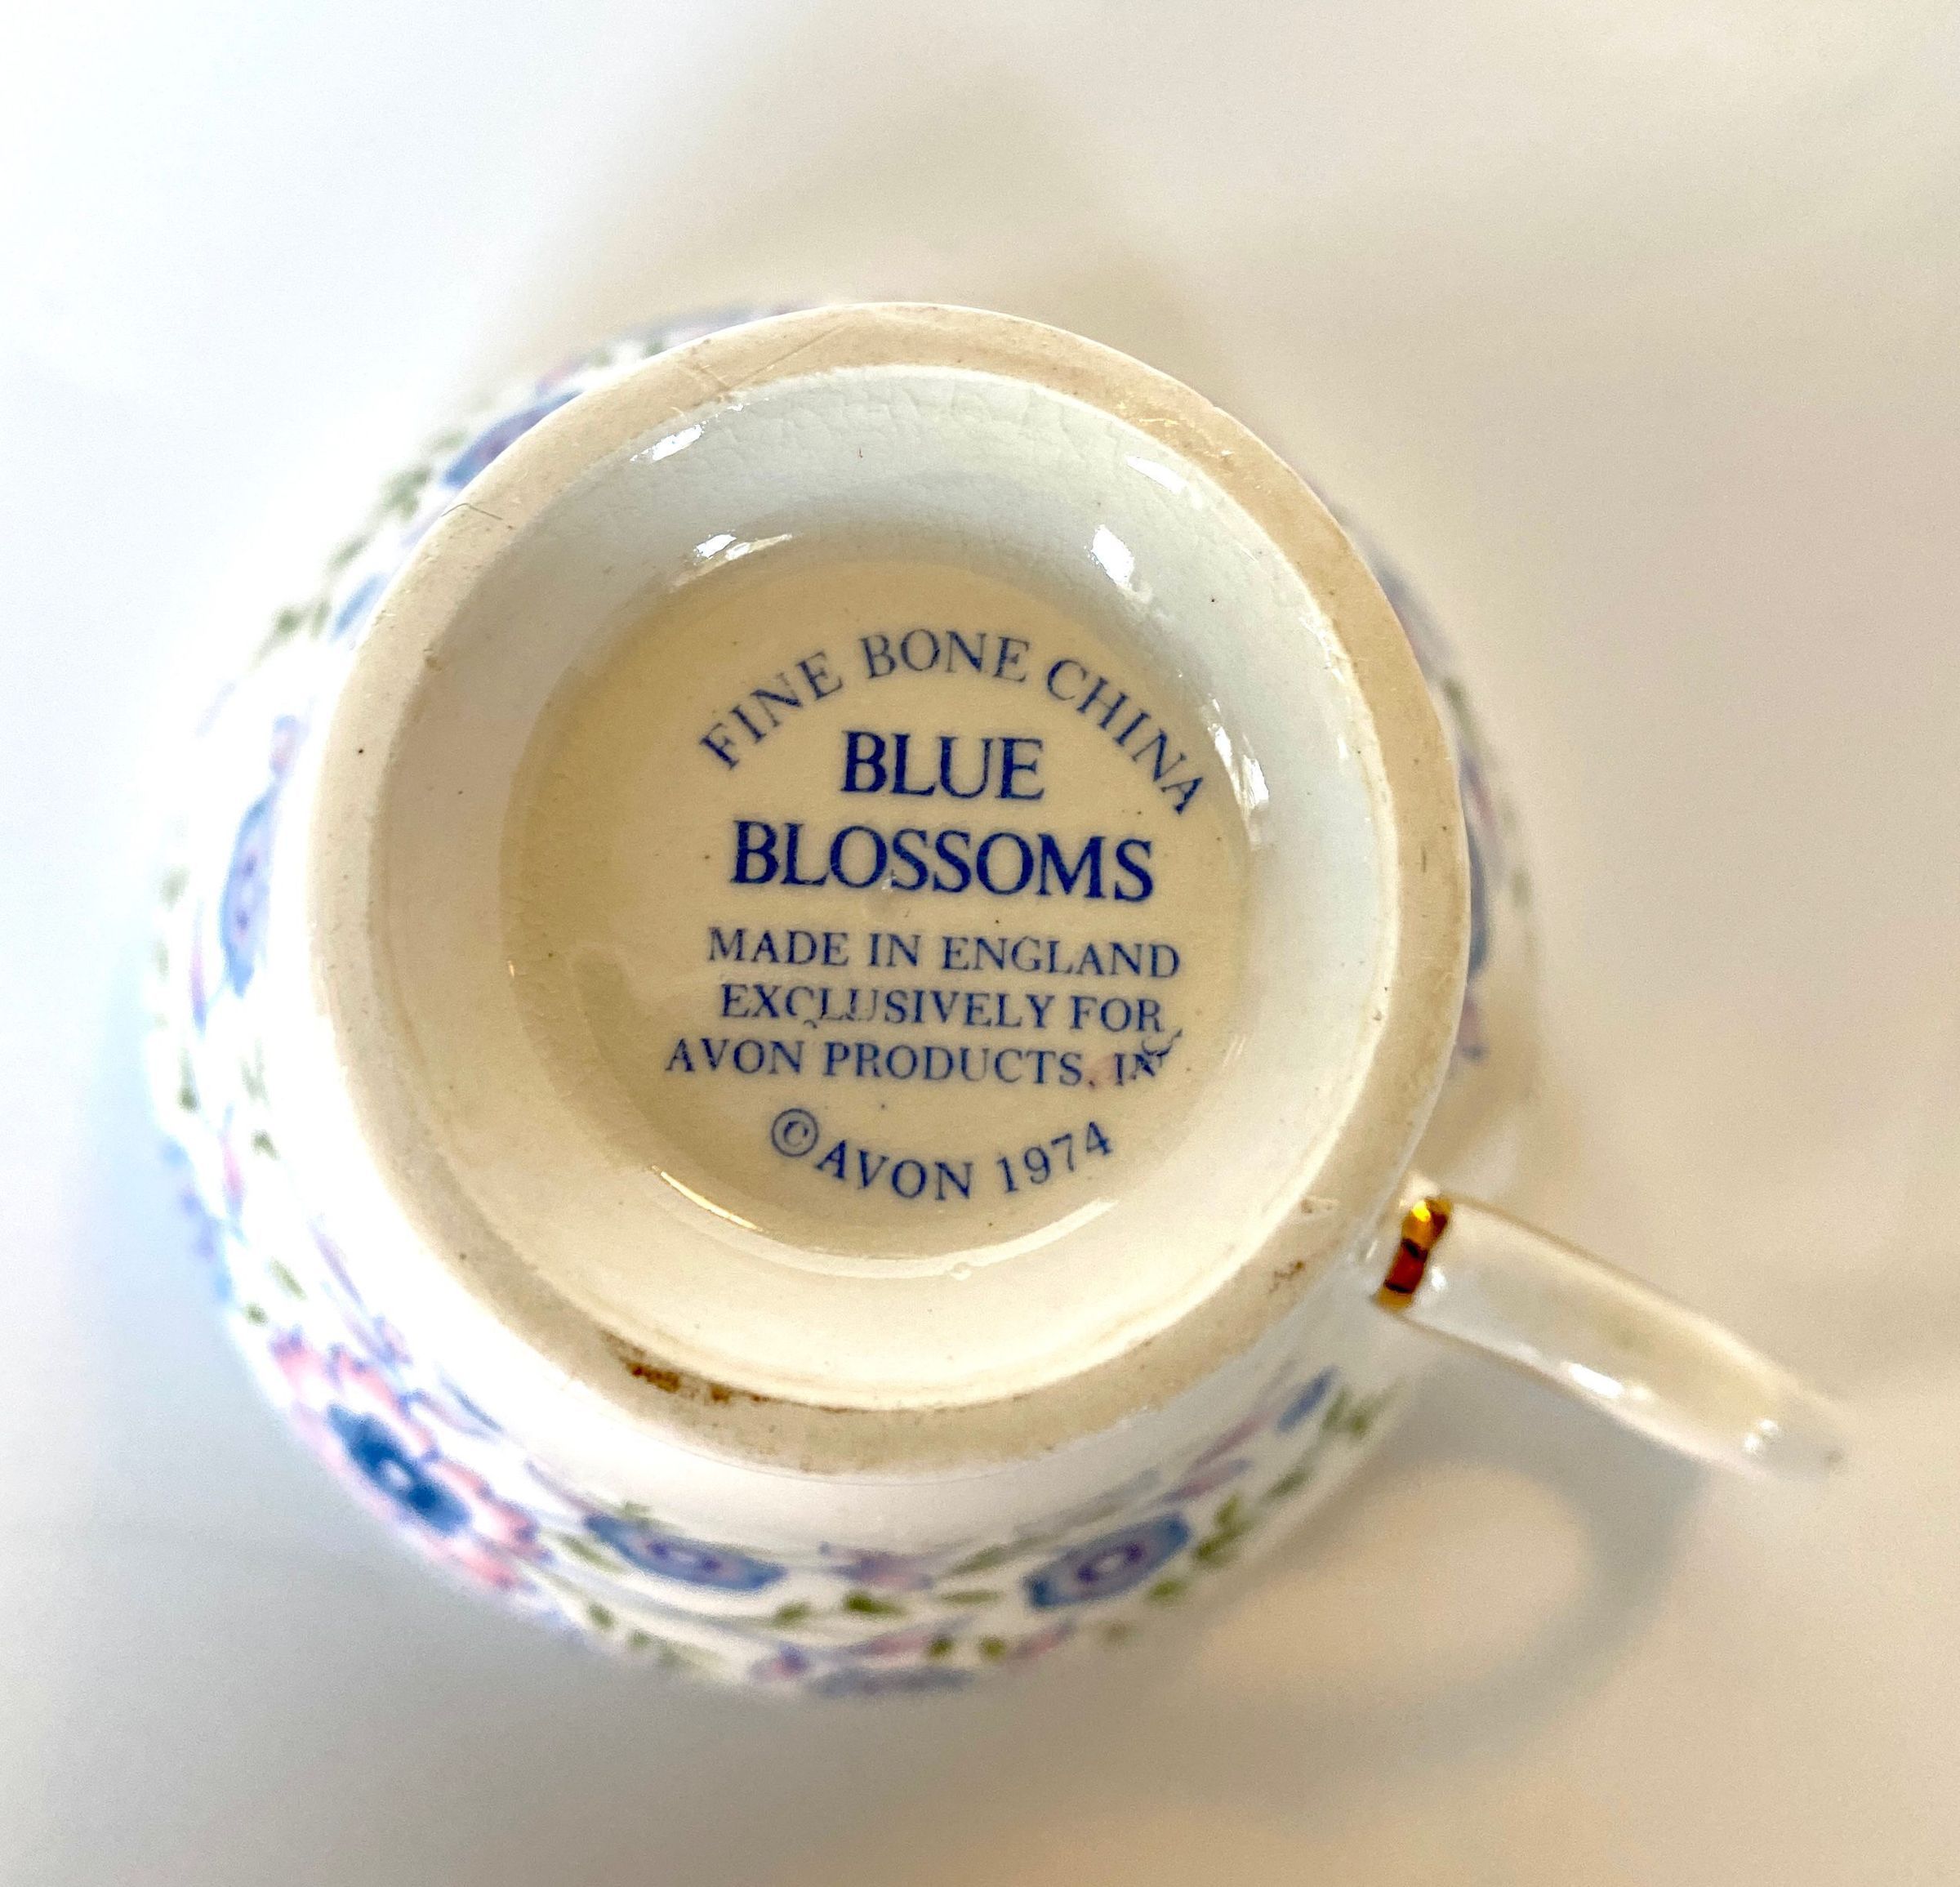 FINE BONE CHINA
BLUE
BLOSSOMS
MADE IN ENGLAND
EXCLUSIVELY FOR
AVON PRODUCTS, IN
©AVON 1974